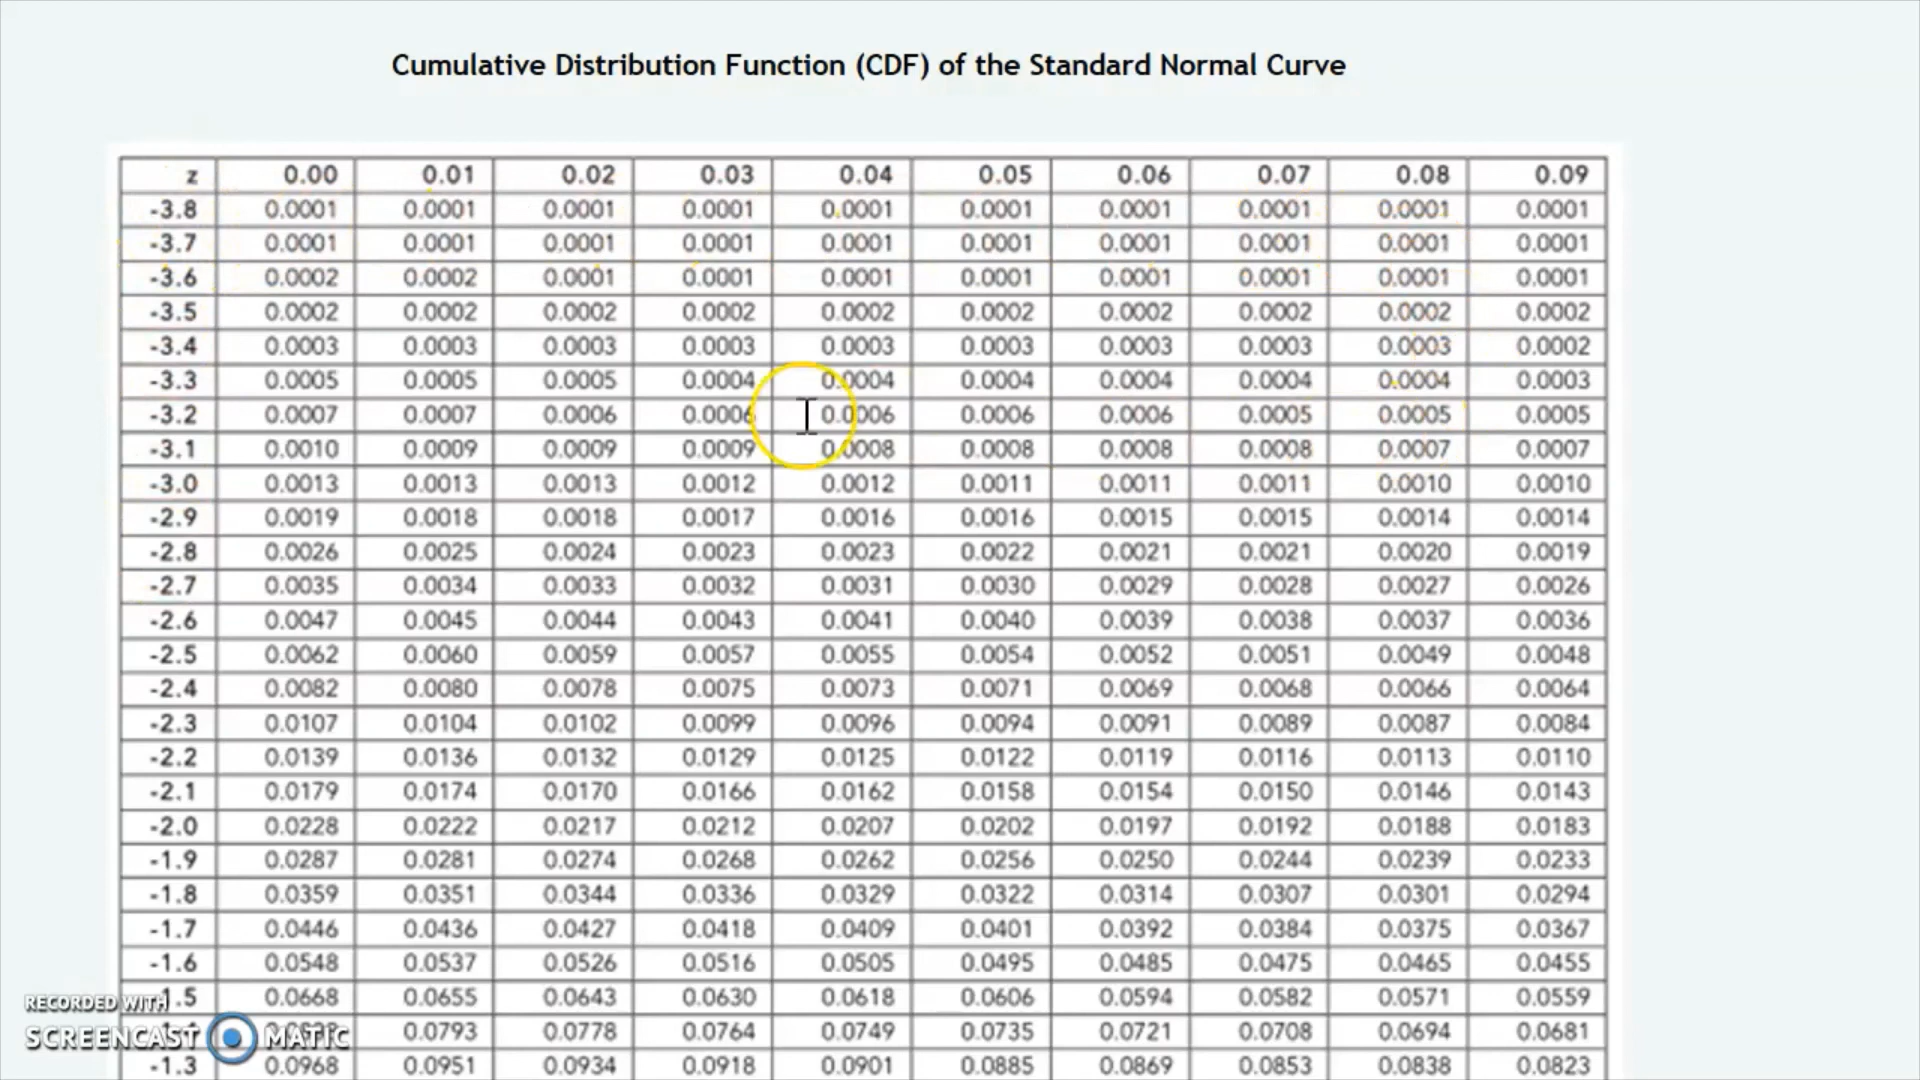 Cumulative Distribution Function (CDF) of the Standard Normal Curve
z 0.00 0.01 0.02 0.03 0.04 0.05 0.06 0.07 0.08 0.09
-3.8 0.0001 0.0001 0.0001 0.0001 0.0001 0.0001 0.0001 0.0001 0.0001 0.0001
-3.7 0.0001 0.0001 0.0001 0.0001 0.0001 0.0001 0.0001 0.0001 0.0001 0.0001
-3.6 0.0002 0.0002 0.0001 0.0001 0.0001 0.0001 0.0001 0.0001 0.0001 0.0001
-3.5 0.0002 0.0002 0.0002 0.0002 0.0002 0.0002 0.0002 0.0002 0.0002 0.0002
-3.4 0.0003 0.0003 0.0003 0.0003 0.0003 0.0003 0.0003 0.0003 0.0003 0.0002
-3.3 0.0005 0.0005 0.0005 0.0004 0.0004 0.0004 0.0004 0.0004 0.0004 0.0003
-3.2 0.0007 0.0007 0.0006 0.0006 0.0006 0.0006 0.0006 0.0005 0.0005 0.0005
-3.1 0.0010 0.0009 0.0009 0.0009 0.0008 0.0008 0.0008 0.0008 0.0007 0.0007
-3.0 0.0013 0.0013 0.0013 0.0012 0.0012 0.0011 0.0011 0.0011 0.0010 0.0010
-2.9 0.0019 0.0018 0.0018 0.0017 0.0016 0.0016 0.0015 0.0015 0.0014 0.0014
-2.8 0.0026 0.0025 0.0024 0.0023 0.0023 0.0022 0.0021 0.0021 0.0020 0.0019
-2.7 0.0035 0.0034 0.0033 0.0032 0.0031 0.0030 0.0029 0.0028 0.0027 0.0026
-2.6 0.0047 0.0045 0.0044 0.0043 0.0041 0.0040 0.0039 0.0038 0.0037 0.0036
-2.5 0.0062 0.0060 0.0059 0.0057 0.0055 0.0054 0.0052 0.0051 0.0049 0.0048
-2.4 0.0082 0.0080 0.0078 0.0075 0.0073 0.0071 0.0069 0.0068 0.0066 0.0064
-2.3 0.0107 0.0104 0.0102 0.0099 0.0096 0.0094 0.0091 0.0089 0.0087 0.0084
-2.2 0.0139 0.0136 0.0132 0.0129 0.0125 0.0122 0.0119 0.0116 0.0113 0.0110
-2.1 0.0179 0.0174 0.0170 0.0166 0.0162 0.0158 0.0154 0.0150 0.0146 0.0143
-2.0 0.0228 0.0222 0.0217 0.0212 0.0207 0.0202 0.0197 0.0192 0.0188 0.0183
-1.9 0.0287 0.0281 0.0274 0.0268 0.0262 0.0256 0.0250 0.0244 0.0239 0.0233
-1.8 0.0359 0.0351 0.0344 0.0336 0.0329 0.0322 0.0314 0.0307 0.0301 0.0294
-1.7 0.0446 0.0436 0.0427 0.0418 0.0409 0.0401 0.0392 0.0384 0.0375 0.0367
-1.6 0.0548 0.0537 0.0526 0.0516 0.0505 0.0495 0.0485 0.0475 0.0465 0.0455
1.5 0.0668 0.0655 0.0643 0.0630 0.0618 0.0606 0.0594 0.0582 0.0571 0.0559
0.0793 0.0778 0.0764 0.0749 0.0735 0.0721 0.0708 0.0694 0.0681
-1.3 0.0968 0.0951 0.0934 0.0918 0.0901 0.0885 0.0869 0.0853 0.0838 0.0823
RECORDED WITH
SCREENCAST MATIC